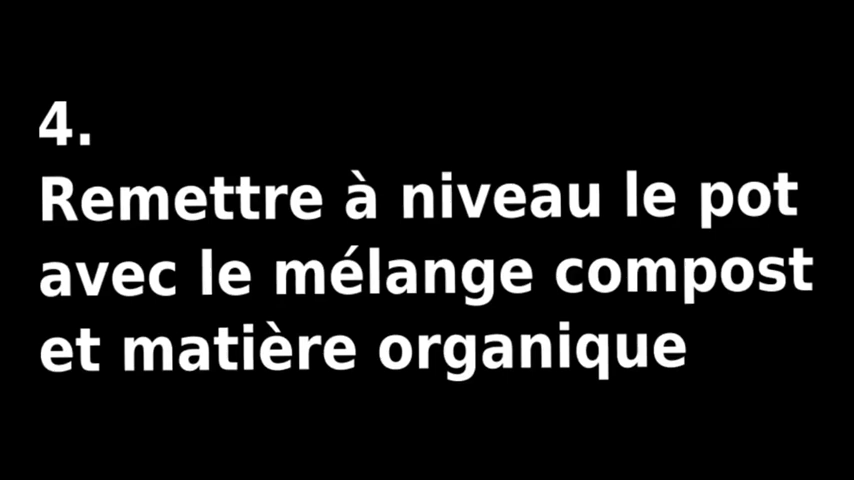 4.
Remettre à niveau le pot
avec le mélange compost
et matière organique